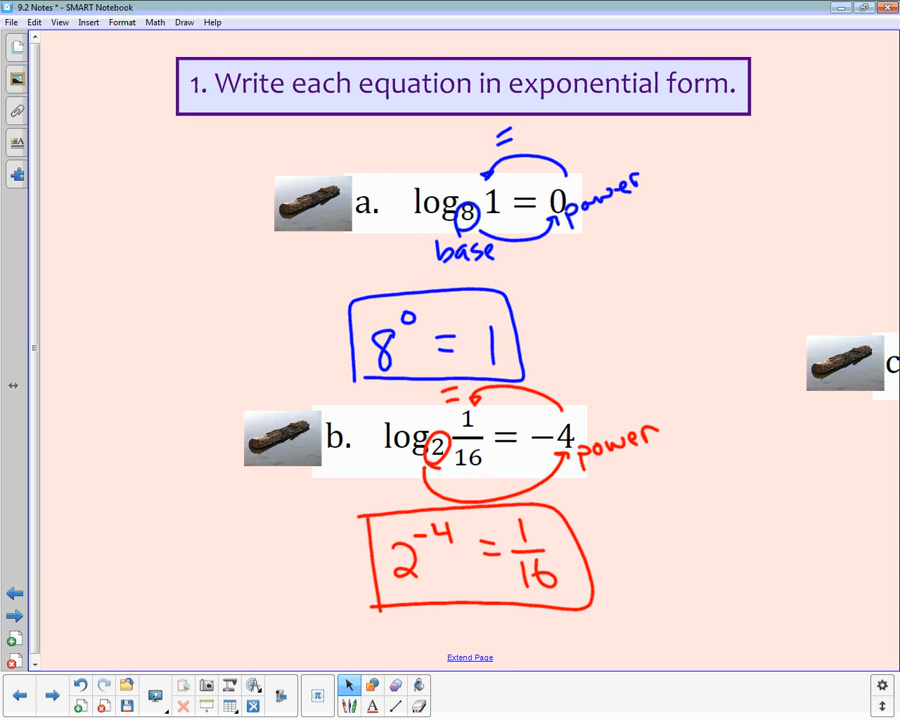 9.2 Notes * - SMART Notebook
File Edit View Insert Format Math Draw Help
1. Write each equation in exponential form.
=
a. log₈ 1 = 0 power
base
8⁰ = 1
c
=
b. log₂ 1/16 = −4 power
2⁻⁴ = 1/16
Extend Page